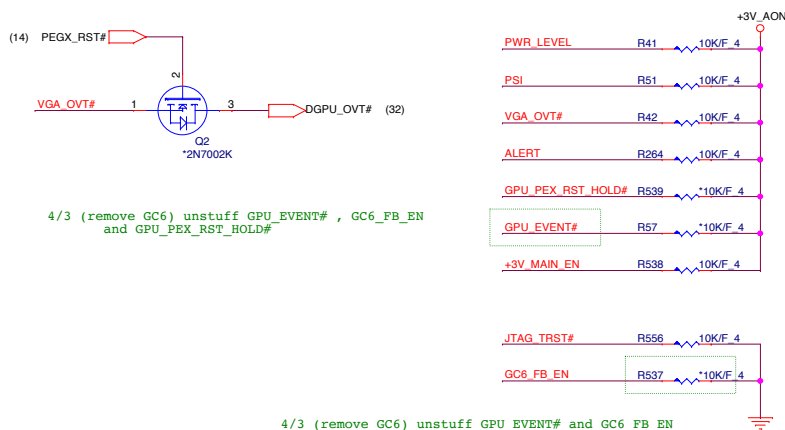 +3V_AON
(14) PEGX_RST#
2
VGA_OVT# 1 3 DGPU_OVT# (32)
Q2
*2N7002K
4/3 (remove GC6) unstuff GPU_EVENT# , GC6_FB_EN
and GPU_PEX_RST_HOLD#
PWR_LEVEL R41 10K/F_4
PSI R51 10K/F_4
VGA_OVT# R42 10K/F_4
ALERT R264 10K/F_4
GPU_PEX_RST_HOLD# R539 *10K/F_4
GPU_EVENT# R57 *10K/F_4
+3V_MAIN_EN R538 10K/F_4
JTAG_TRST# R556 10K/F_4
GC6_FB_EN R537 *10K/F_4
4/3 (remove GC6) unstuff GPU EVENT# and GC6 FB EN